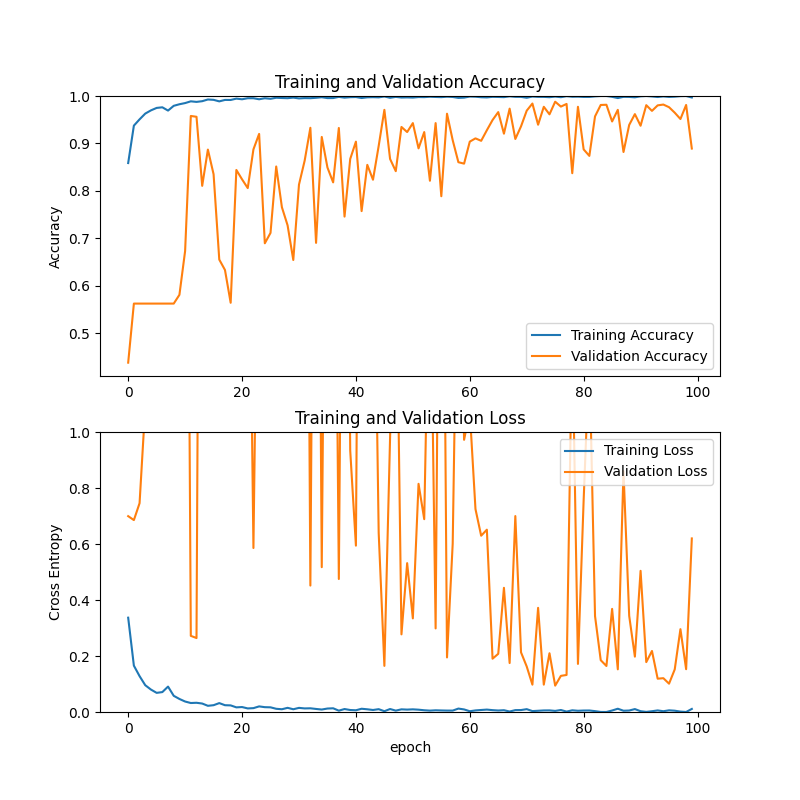 Training and Validation Accuracy
1.0
0.9
0.8
0.7
0.6
0.5
Accuracy
Training Accuracy
Validation Accuracy
0 20 40 60 80 100
Training and Validation Loss
1.0
0.8
0.6
0.4
0.2
0.0
Cross Entropy
Training Loss
Validation Loss
0 20 40 60 80 100
epoch